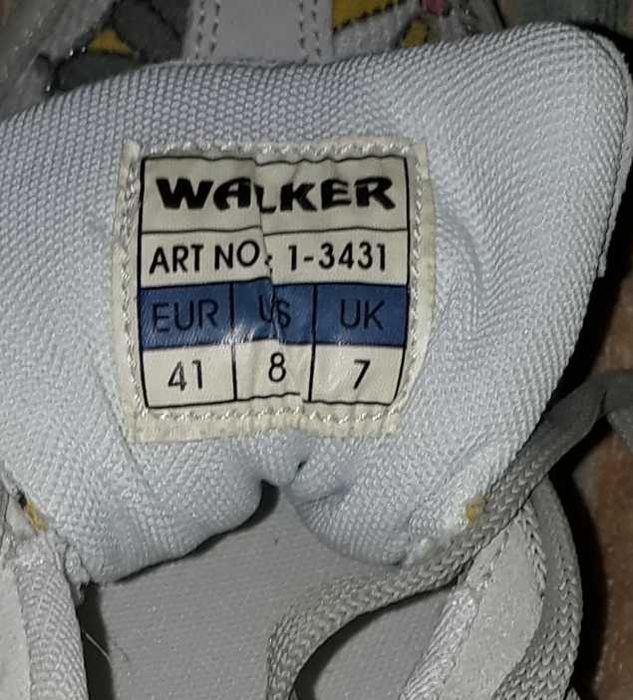 WALKER
ART NO: 1-3431
EUR US UK
41 8 7